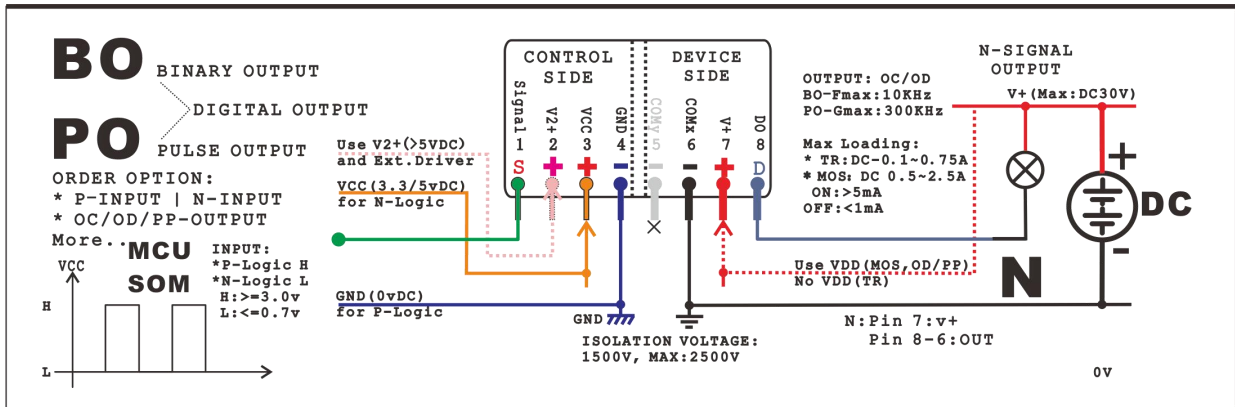 BO BINARY OUTPUT
DIGITAL OUTPUT
PO PULSE OUTPUT
ORDER OPTION:
* P-INPUT | N-INPUT
* OC/OD/PP-OUTPUT
More..
MCU
SOM
INPUT:
*P-Logic H
*N-Logic L
H:>=3.0v
L:<=0.7v
VCC
H
L
Use V2+(>5VDC)
and Ext.Driver
VCC(3.3/5vDC)
for N-Logic
GND(0vDC)
for P-Logic
CONTROL
SIDE
DEVICE
SIDE
Signal 1
V2+ 2
VCC 3
GND 4
COMv 5
COMx 6
V+ 7
DO 8
S + + - - - + D
×
GND
ISOLATION VOLTAGE:
1500V, MAX:2500V
OUTPUT: OC/OD
BO-Fmax:10KHz
PO-Gmax:300KHz
Max Loading:
* TR:DC-0.1~0.75A
* MOS: DC 0.5~2.5A
ON:>5mA
OFF:<1mA
N-SIGNAL
OUTPUT
V+(Max:DC30V)
+
DC
-
Use VDD(MOS,OD/PP)
No VDD(TR)
N
N:Pin 7:v+
Pin 8-6:OUT
0V